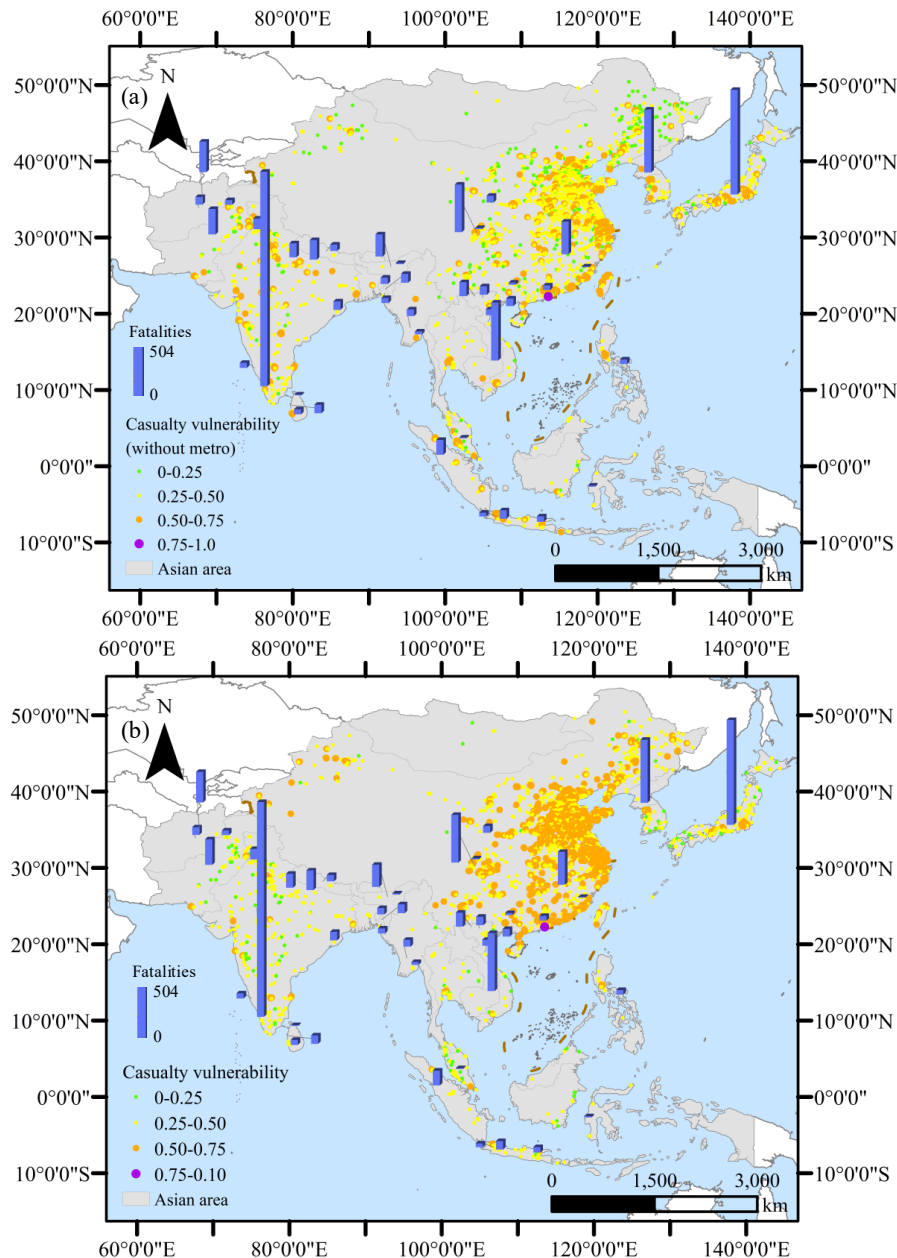 60°0'0"E 80°0'0"E 100°0'0"E 120°0'0"E 140°0'0"E
(a)
N
50°0'0"N 50°0'0"N
40°0'0"N 40°0'0"N
30°0'0"N 30°0'0"N
20°0'0"N 20°0'0"N
10°0'0"N 10°0'0"N
0°0'0" 0°0'0"
10°0'0"S 10°0'0"S
Fatalities
504
0
Casualty vulnerability
(without metro)
0-0.25
0.25-0.50
0.50-0.75
0.75-1.0
Asian area
0 1,500 3,000
km
60°0'0"E 80°0'0"E 100°0'0"E 120°0'0"E 140°0'0"E
60°0'0"E 80°0'0"E 100°0'0"E 120°0'0"E 140°0'0"E
(b)
N
50°0'0"N 50°0'0"N
40°0'0"N 40°0'0"N
30°0'0"N 30°0'0"N
20°0'0"N 20°0'0"N
10°0'0"N 10°0'0"N
0°0'0" 0°0'0"
10°0'0"S 10°0'0"S
Fatalities
504
0
Casualty vulnerability
0-0.25
0.25-0.50
0.50-0.75
0.75-0.10
Asian area
0 1,500 3,000
km
60°0'0"E 80°0'0"E 100°0'0"E 120°0'0"E 140°0'0"E